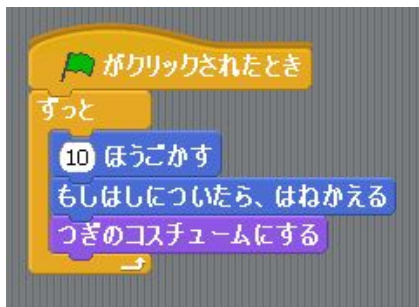 がクリックされたとき
ずっと
10 ほうごかす
もしはしについたら、はねかえる
つぎのコスチュームにする